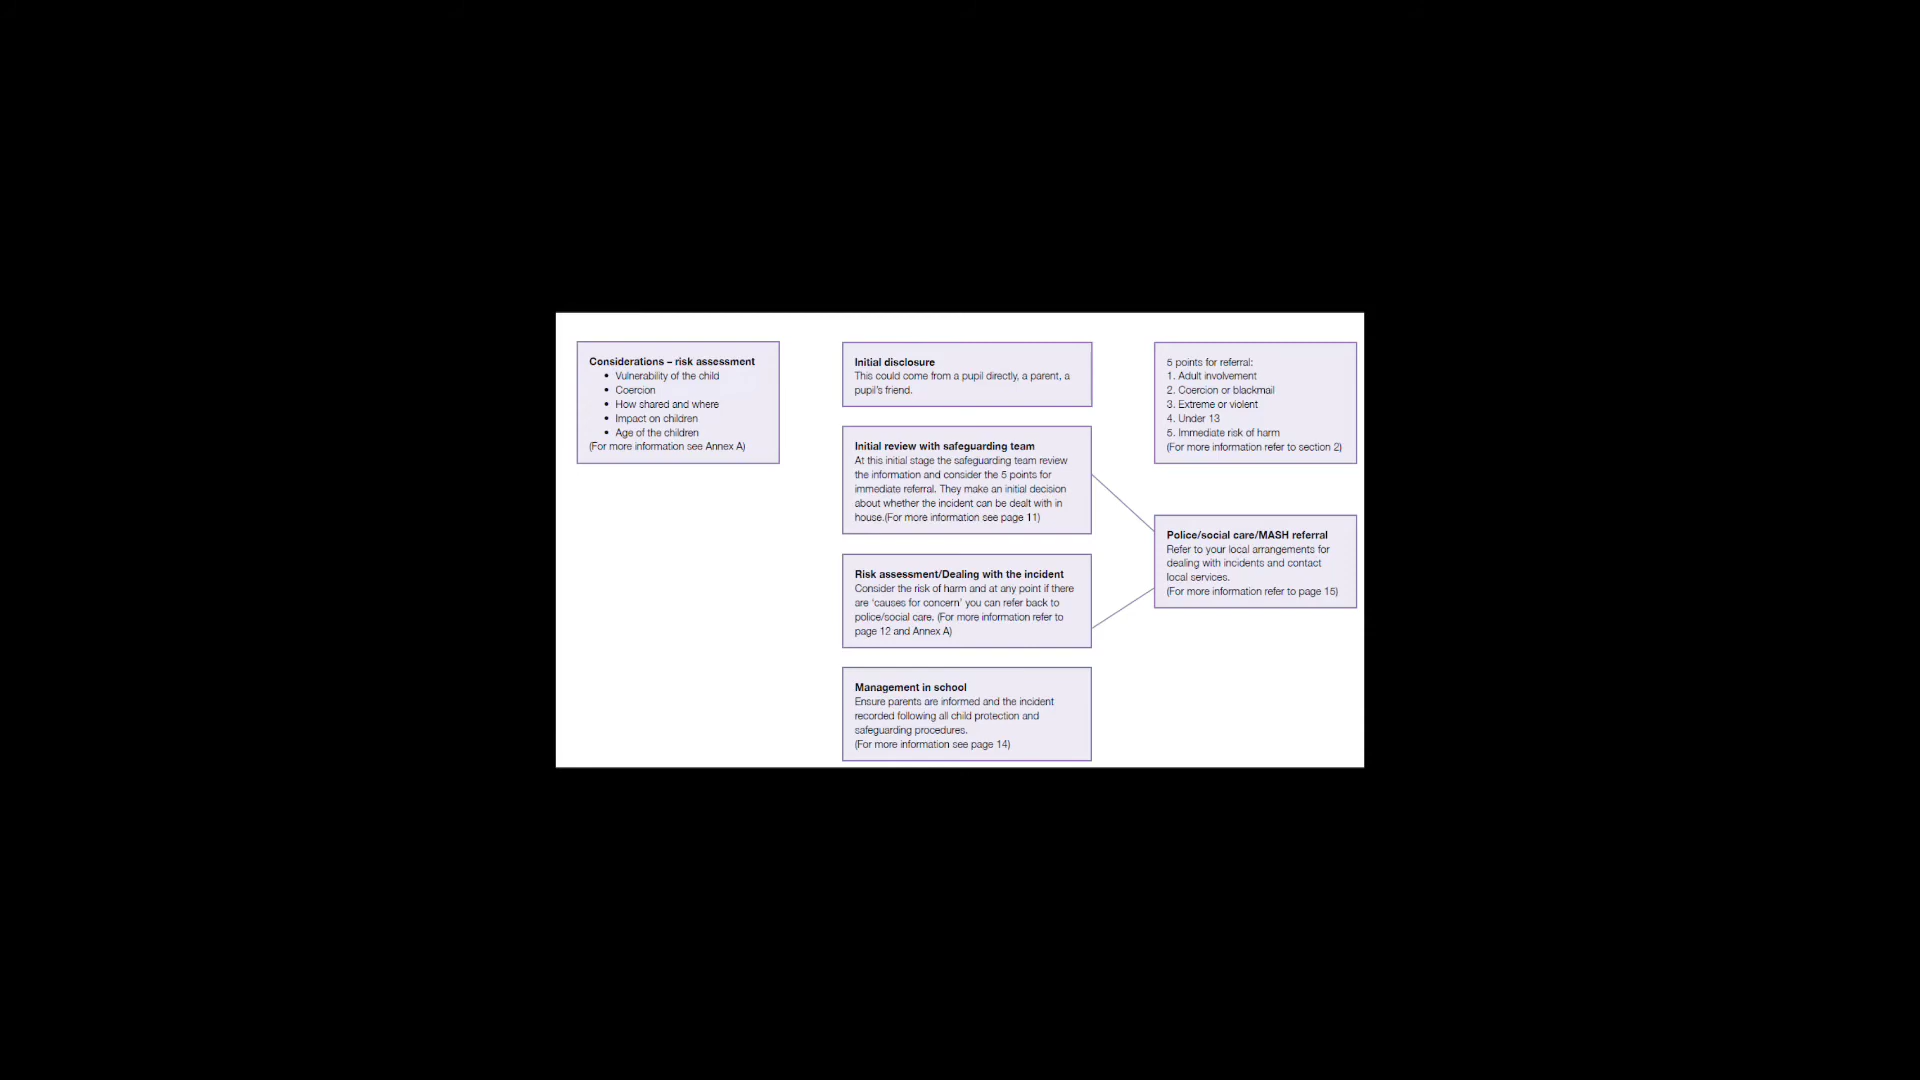 Considerations – risk assessment
• Vulnerability of the child
• Coercion
• How shared and where
• Impact on children
• Age of the children
(For more information see Annex A)
Initial disclosure
This could come from a pupil directly, a parent, a
pupil's friend.
Initial review with safeguarding team
At this initial stage the safeguarding team review
the information and consider the 5 points for
immediate referral. They make an initial decision
about whether the incident can be dealt with in
house.(For more information see page 11)
Risk assessment/Dealing with the incident
Consider the risk of harm and at any point if there
are ‘causes for concern’ you can refer back to
police/social care. (For more information refer to
page 12 and Annex A)
Management in school
Ensure parents are informed and the incident
recorded following all child protection and
safeguarding procedures.
(For more information see page 14)
5 points for referral:
1. Adult involvement
2. Coercion or blackmail
3. Extreme or violent
4. Under 13
5. Immediate risk of harm
(For more information refer to section 2)
Police/social care/MASH referral
Refer to your local arrangements for
dealing with incidents and contact
local services.
(For more information refer to page 15)